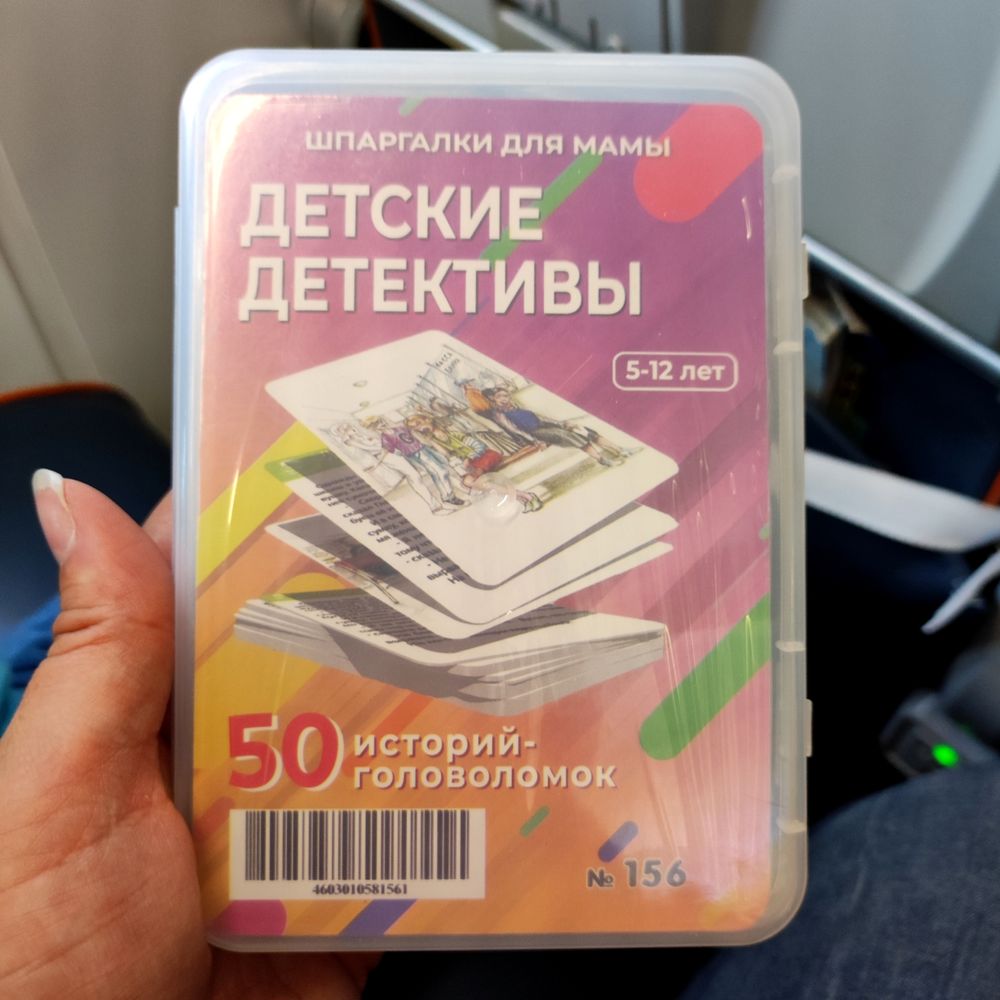 ШПАРГАЛКИ ДЛЯ МАМЫ
ДЕТСКИЕ
ДЕТЕКТИВЫ
5-12 лет
50 ИСТОРИЙ-
ГОЛОВОЛОМОК
4603010581561
№ 156